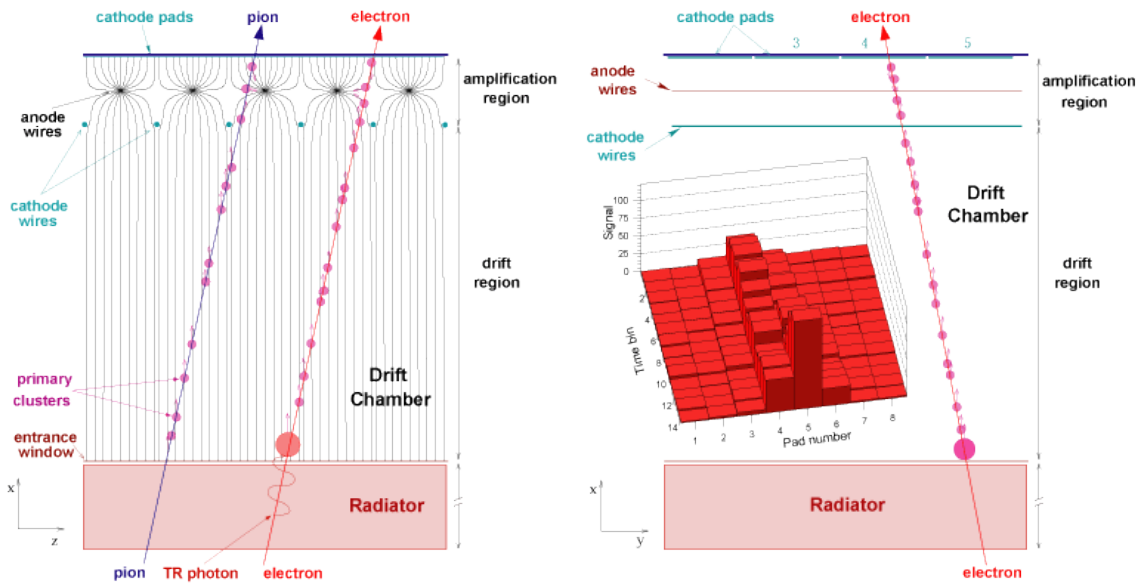 cathode pads
pion
electron
amplification
region
anode
wires
cathode
wires
drift
region
primary
clusters
Drift
Chamber
entrance
window
x
z
Radiator
pion
TR photon
electron
electron
cathode pads
3
4
5
anode
wires
amplification
region
cathode
wires
Drift
Chamber
Signal
100
75
50
25
0
drift
region
Time bin
2
4
6
8
10
12
14
1
2
3
4
5
6
7
8
Pad number
x
y
Radiator
electron